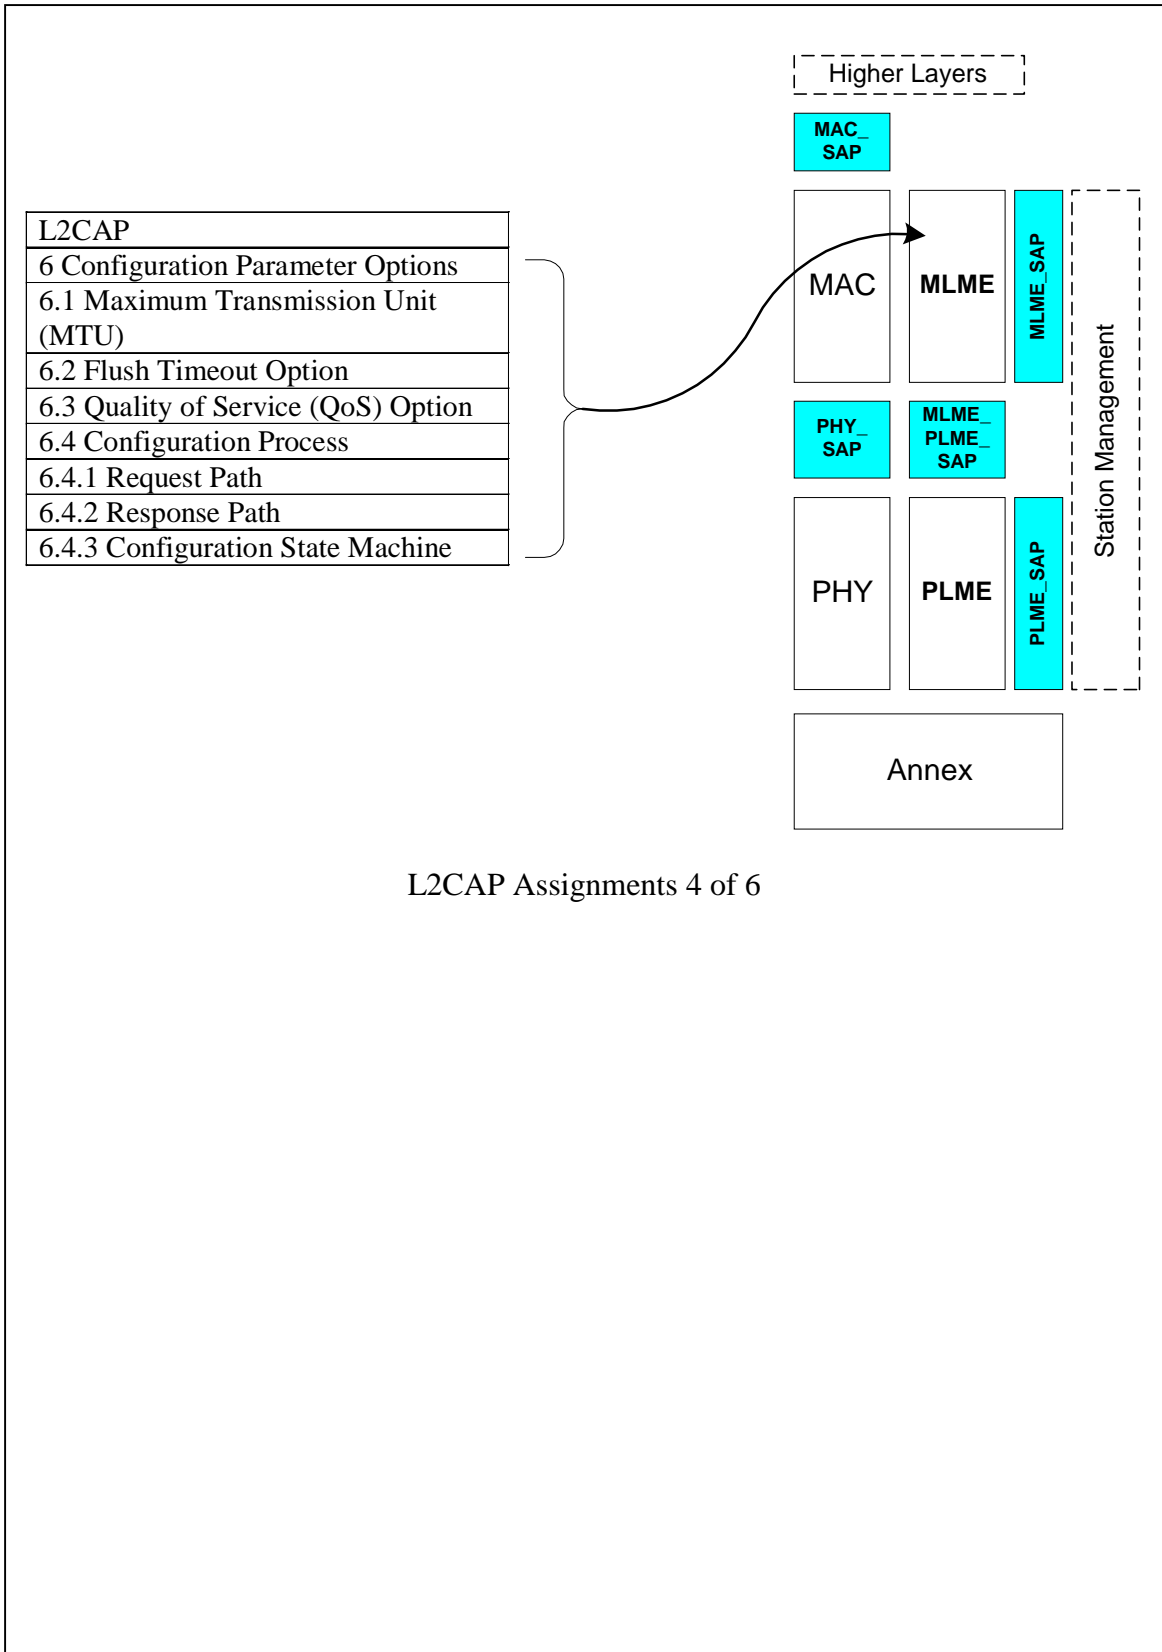 Higher Layers
MAC_
SAP
L2CAP
6 Configuration Parameter Options
6.1 Maximum Transmission Unit
(MTU)
6.2 Flush Timeout Option
6.3 Quality of Service (QoS) Option
6.4 Configuration Process
6.4.1 Request Path
6.4.2 Response Path
6.4.3 Configuration State Machine
MAC
MLME
MLME_SAP
PHY_
SAP
MLME_
PLME_
SAP
Station Management
PHY
PLME
PLME_SAP
Annex
L2CAP Assignments 4 of 6